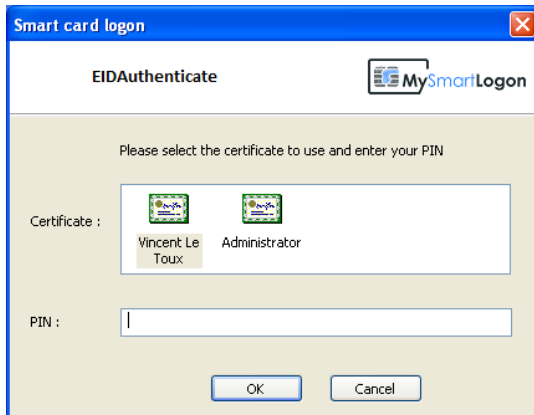 Smart card logon
EIDAuthenticate
MySmartLogon
Please select the certificate to use and enter your PIN
Certificate :
Vincent Le
Toux
Administrator
PIN :
OK
Cancel